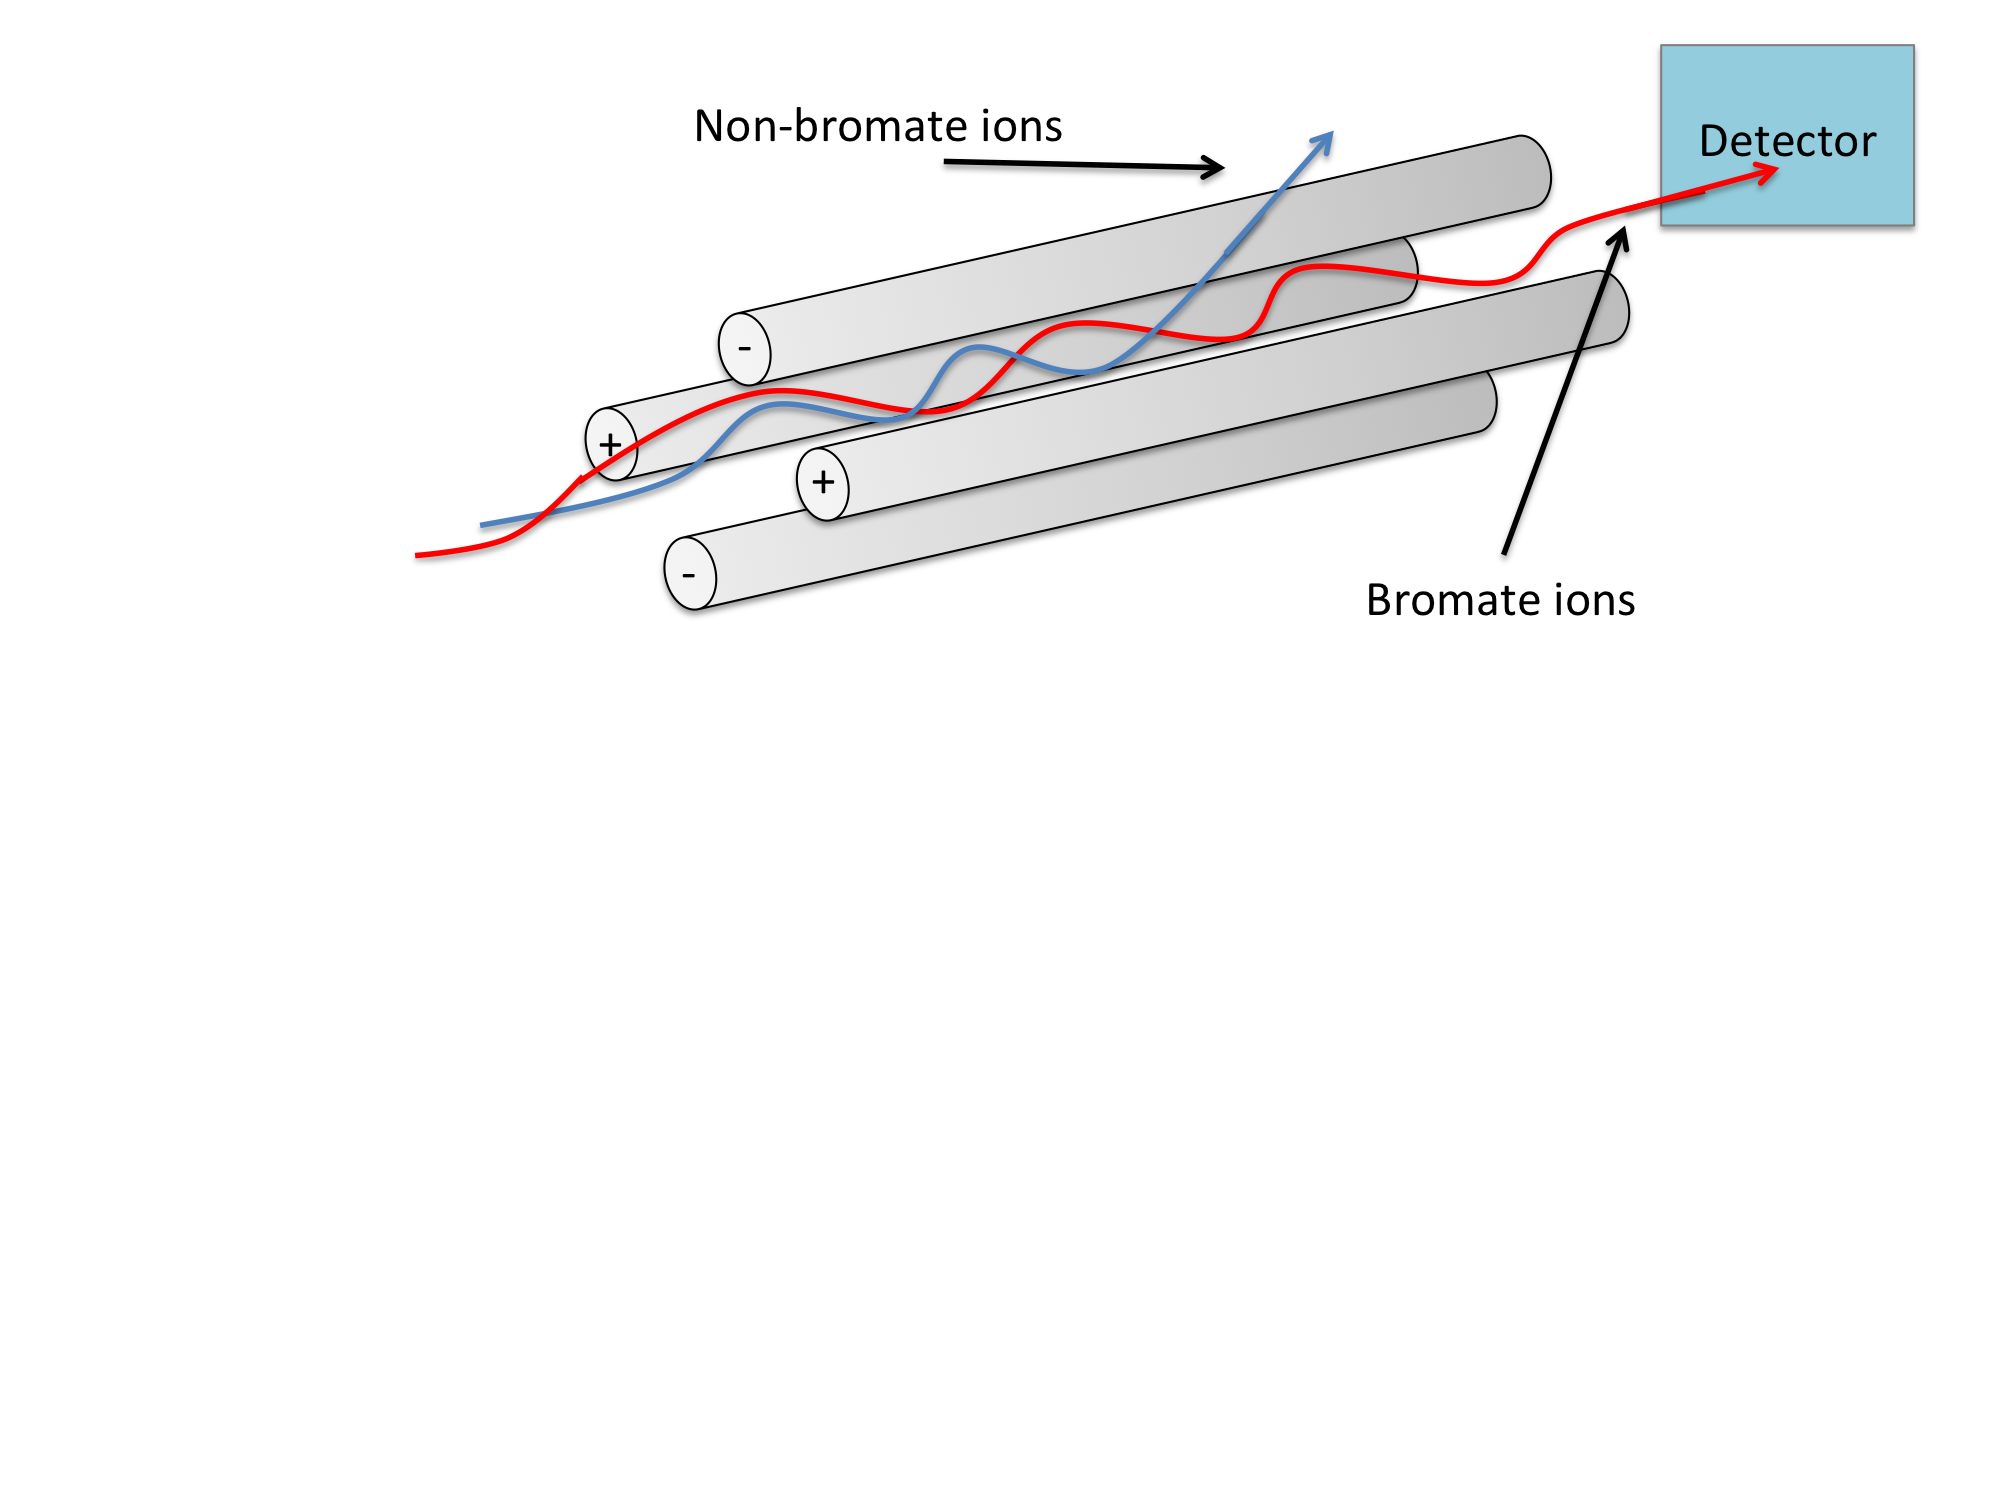 Non-bromate ions
Detector
-
+
+
-
Bromate ions